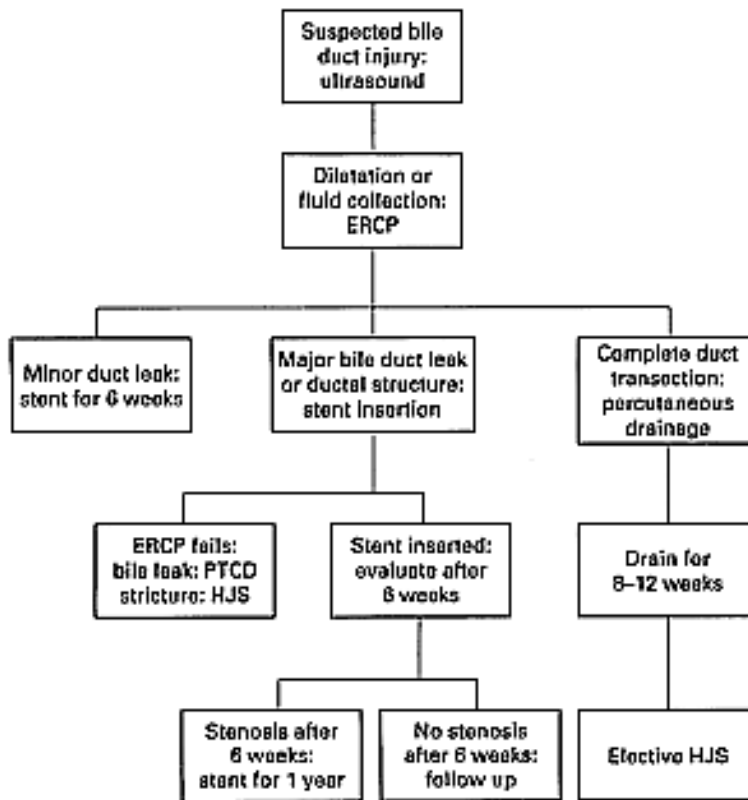 Suspected bile
duct injury:
ultrasound
Dilatation or
fluid collection:
ERCP
Minor duct leak:
stent for 6 weeks
Major bile duct leak
or ductal structure:
stent insertion
Complete duct
transection:
percutaneous
drainage
ERCP fails:
bile leak: PTCD
stricture: HJS
Stent inserted:
evaluate after
6 weeks
Drain for
8–12 weeks
Stenosis after
6 weeks:
stent for 1 year
No stenosis
after 6 weeks:
follow up
Elective HJS